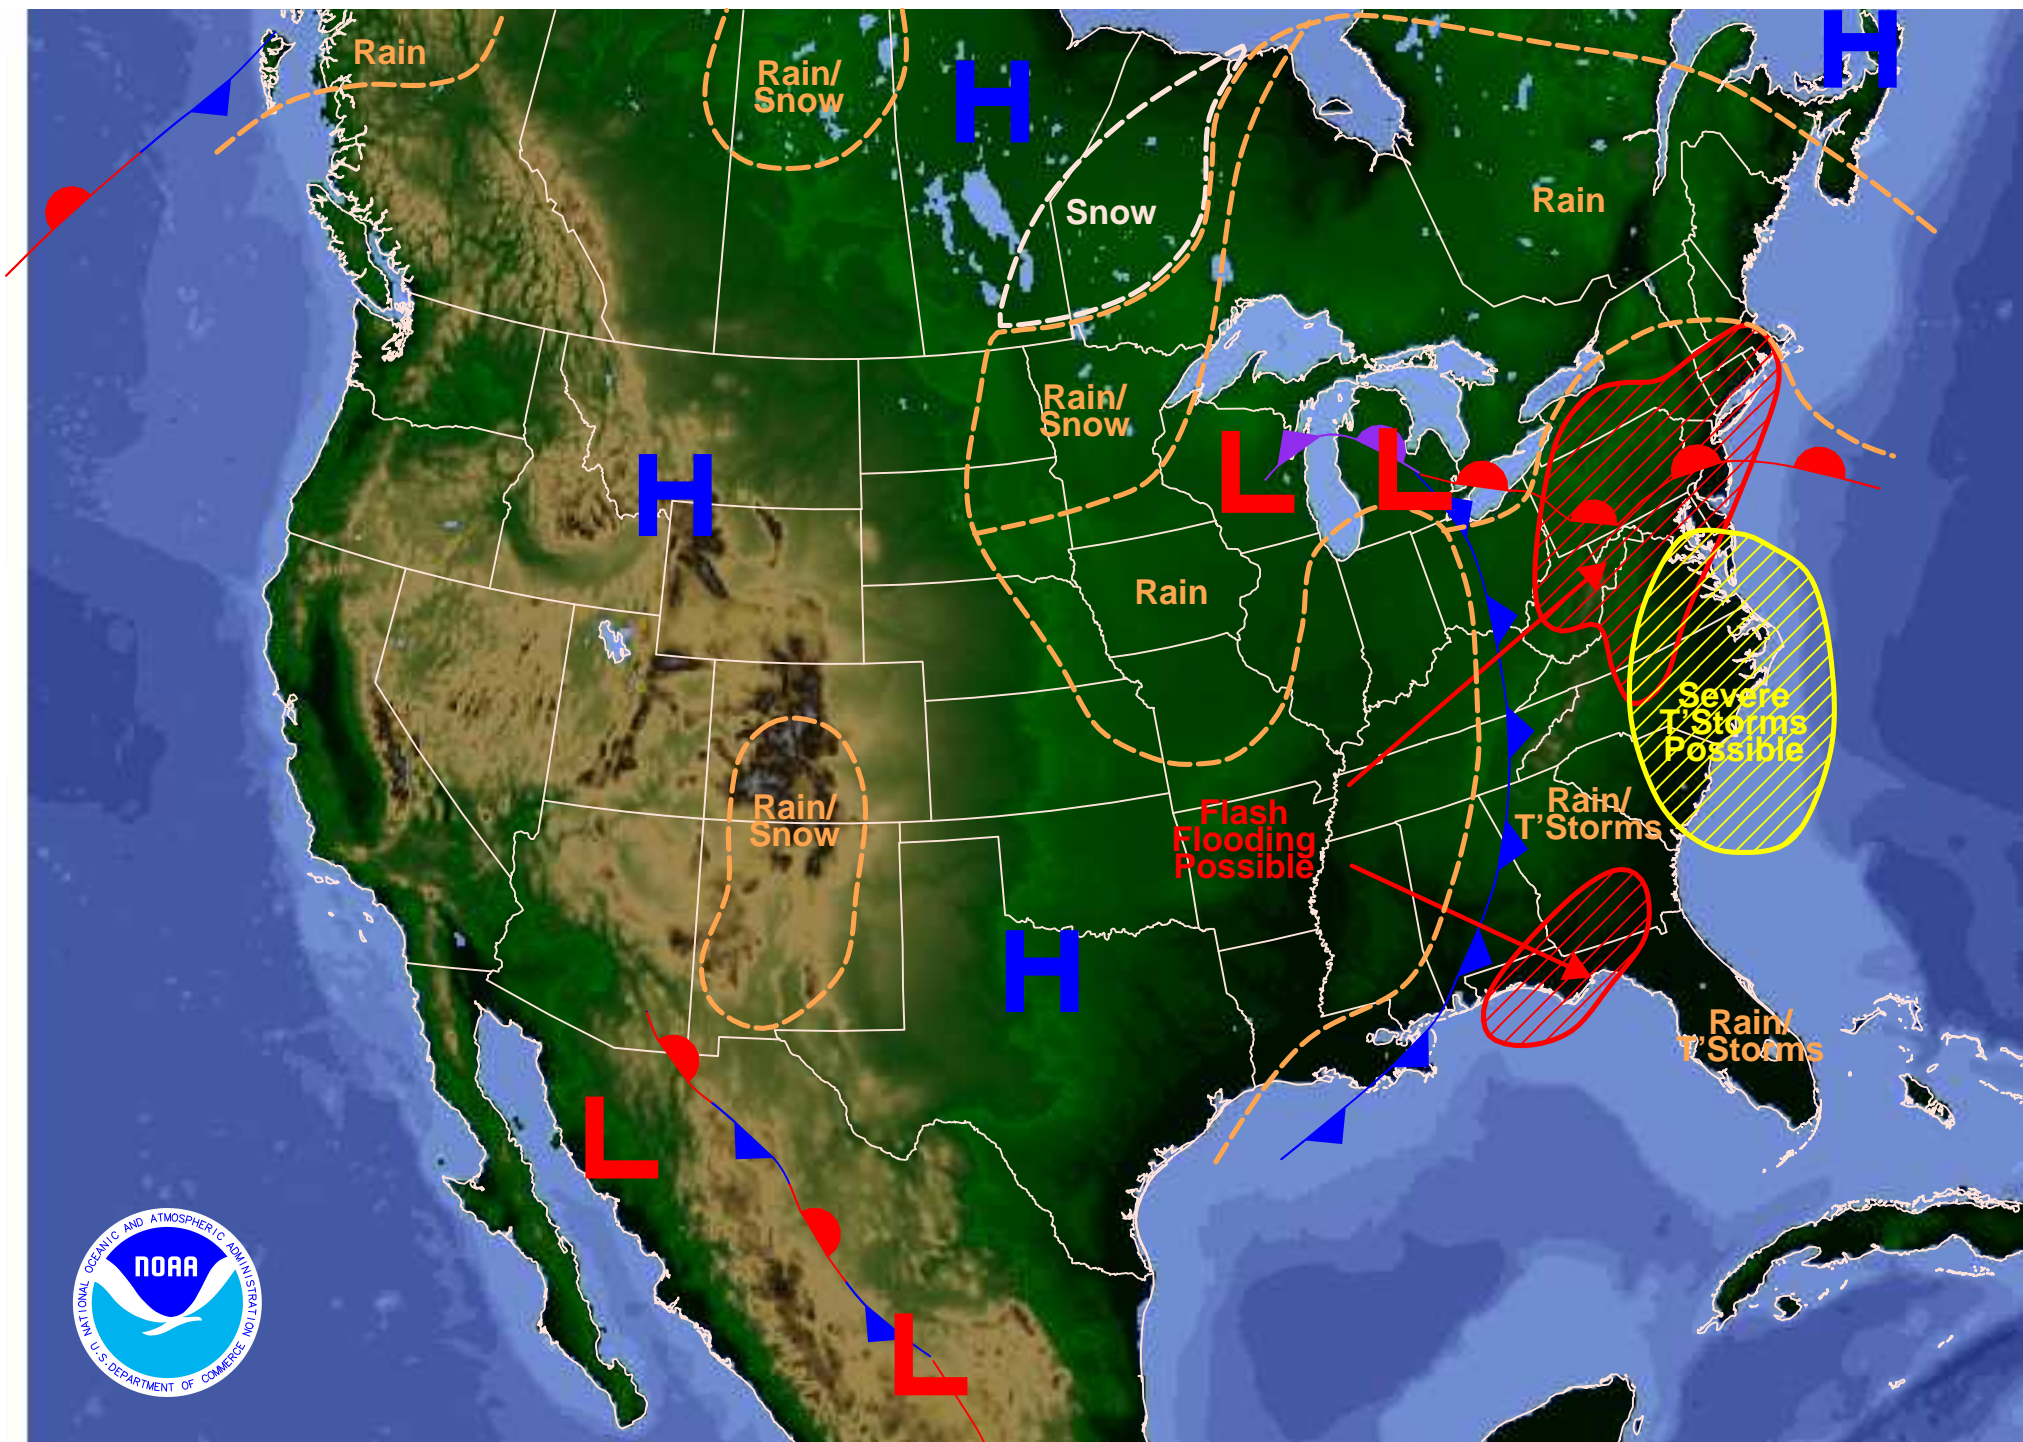 H
Rain
Rain/
Snow
H
Snow
Rain
Rain/
Snow
L
L
H
Rain
Severe
T'Storms
Possible
Rain/
Snow
Flash
Flooding
Possible
Rain/
T'Storms
H
Rain/
T'Storms
L
L
NATIONAL OCEANIC AND ATMOSPHERIC ADMINISTRATION
NOAA
U.S. DEPARTMENT OF COMMERCE